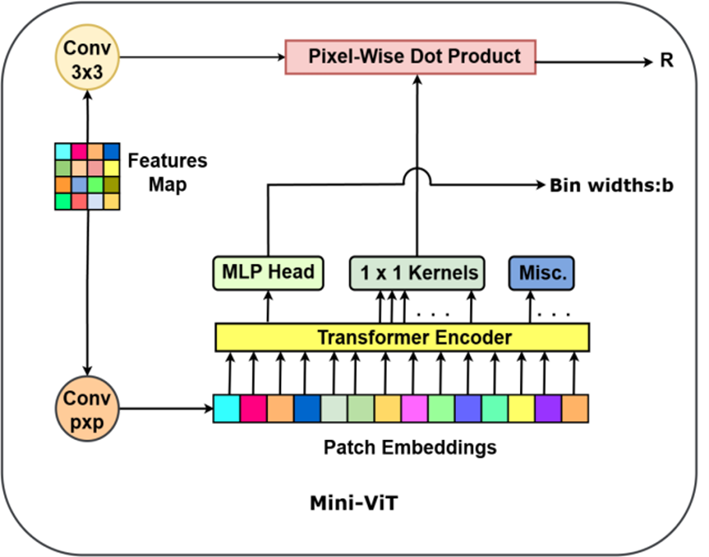 Conv
3x3
Pixel-Wise Dot Product
R
Features
Map
Bin widths:b
MLP Head
1 x 1 Kernels
Misc.
. . .
. . .
Transformer Encoder
Conv
pxp
Patch Embeddings
Mini-ViT